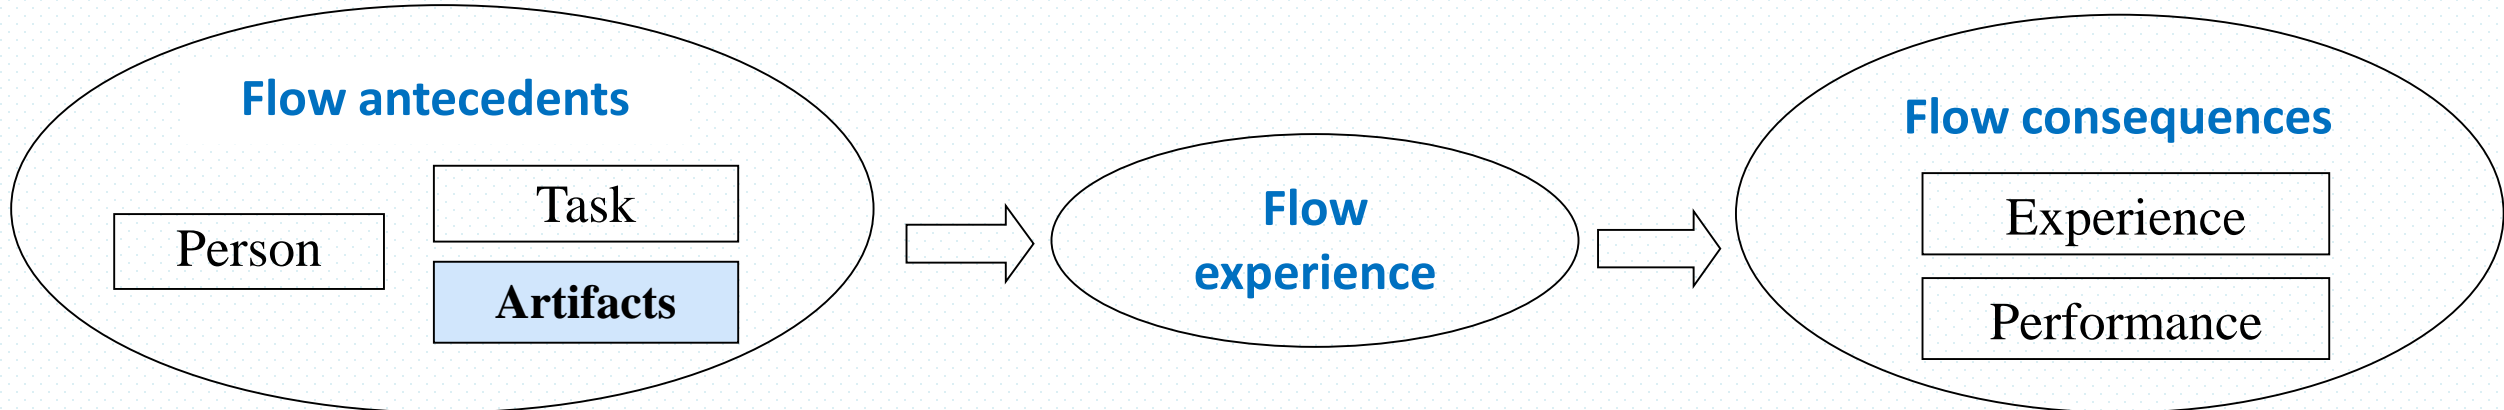 Flow antecedents
Person
Task
Artifacts
Flow
experience
Flow consequences
Experience
Performance